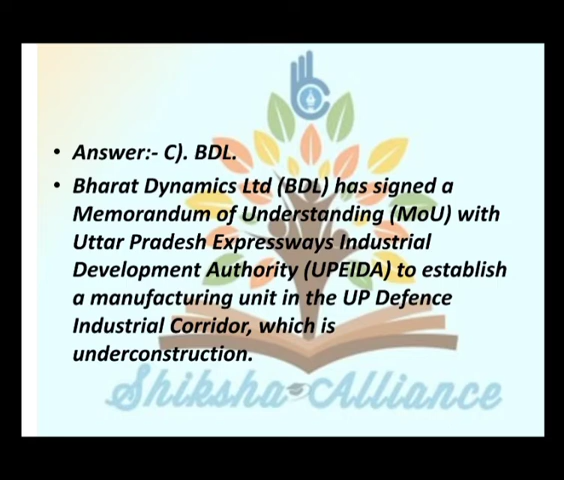 • Answer:- C). BDL.
• Bharat Dynamics Ltd (BDL) has signed a
Memorandum of Understanding (MoU) with
Uttar Pradesh Expressways Industrial
Development Authority (UPEIDA) to establish
a manufacturing unit in the UP Defence
Industrial Corridor, which is
underconstruction.
Shiksha Alliance